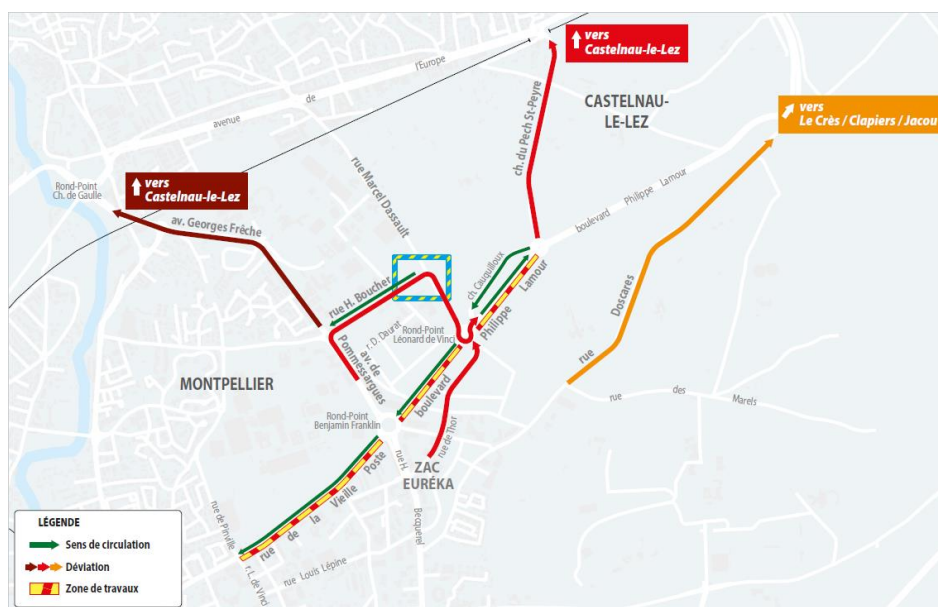 vers
Castelnau-le-Lez
l'Europe
de
avenue
CASTELNAU-
LE-LEZ
ch. du Pech St-Peyre
vers
Le Crès / Clapiers / Jacou
rue Marcel Dassault
Rond-Point
Ch. de Gaulle
vers
Castelnau-le-Lez
av. Georges Frêche
boulevard Philippe Lamour
ch. Cauquilloux
rue H. Boucher
Philippe Lamour
boulevard
Doscares
rue
r. D. Daurat
Rond-Point
Léonard de Vinci
av. de
Pommessargues
MONTPELLIER
rue des Marels
Rond-Point
Benjamin Franklin
rue de Thor
rue H.
Becquerel
ZAC
EURÉKA
rue de la Vieille Poste
rue de Pinville
r. L. de Vinci
rue Louis Lépine
LÉGENDE
Sens de circulation
Déviation
Zone de travaux